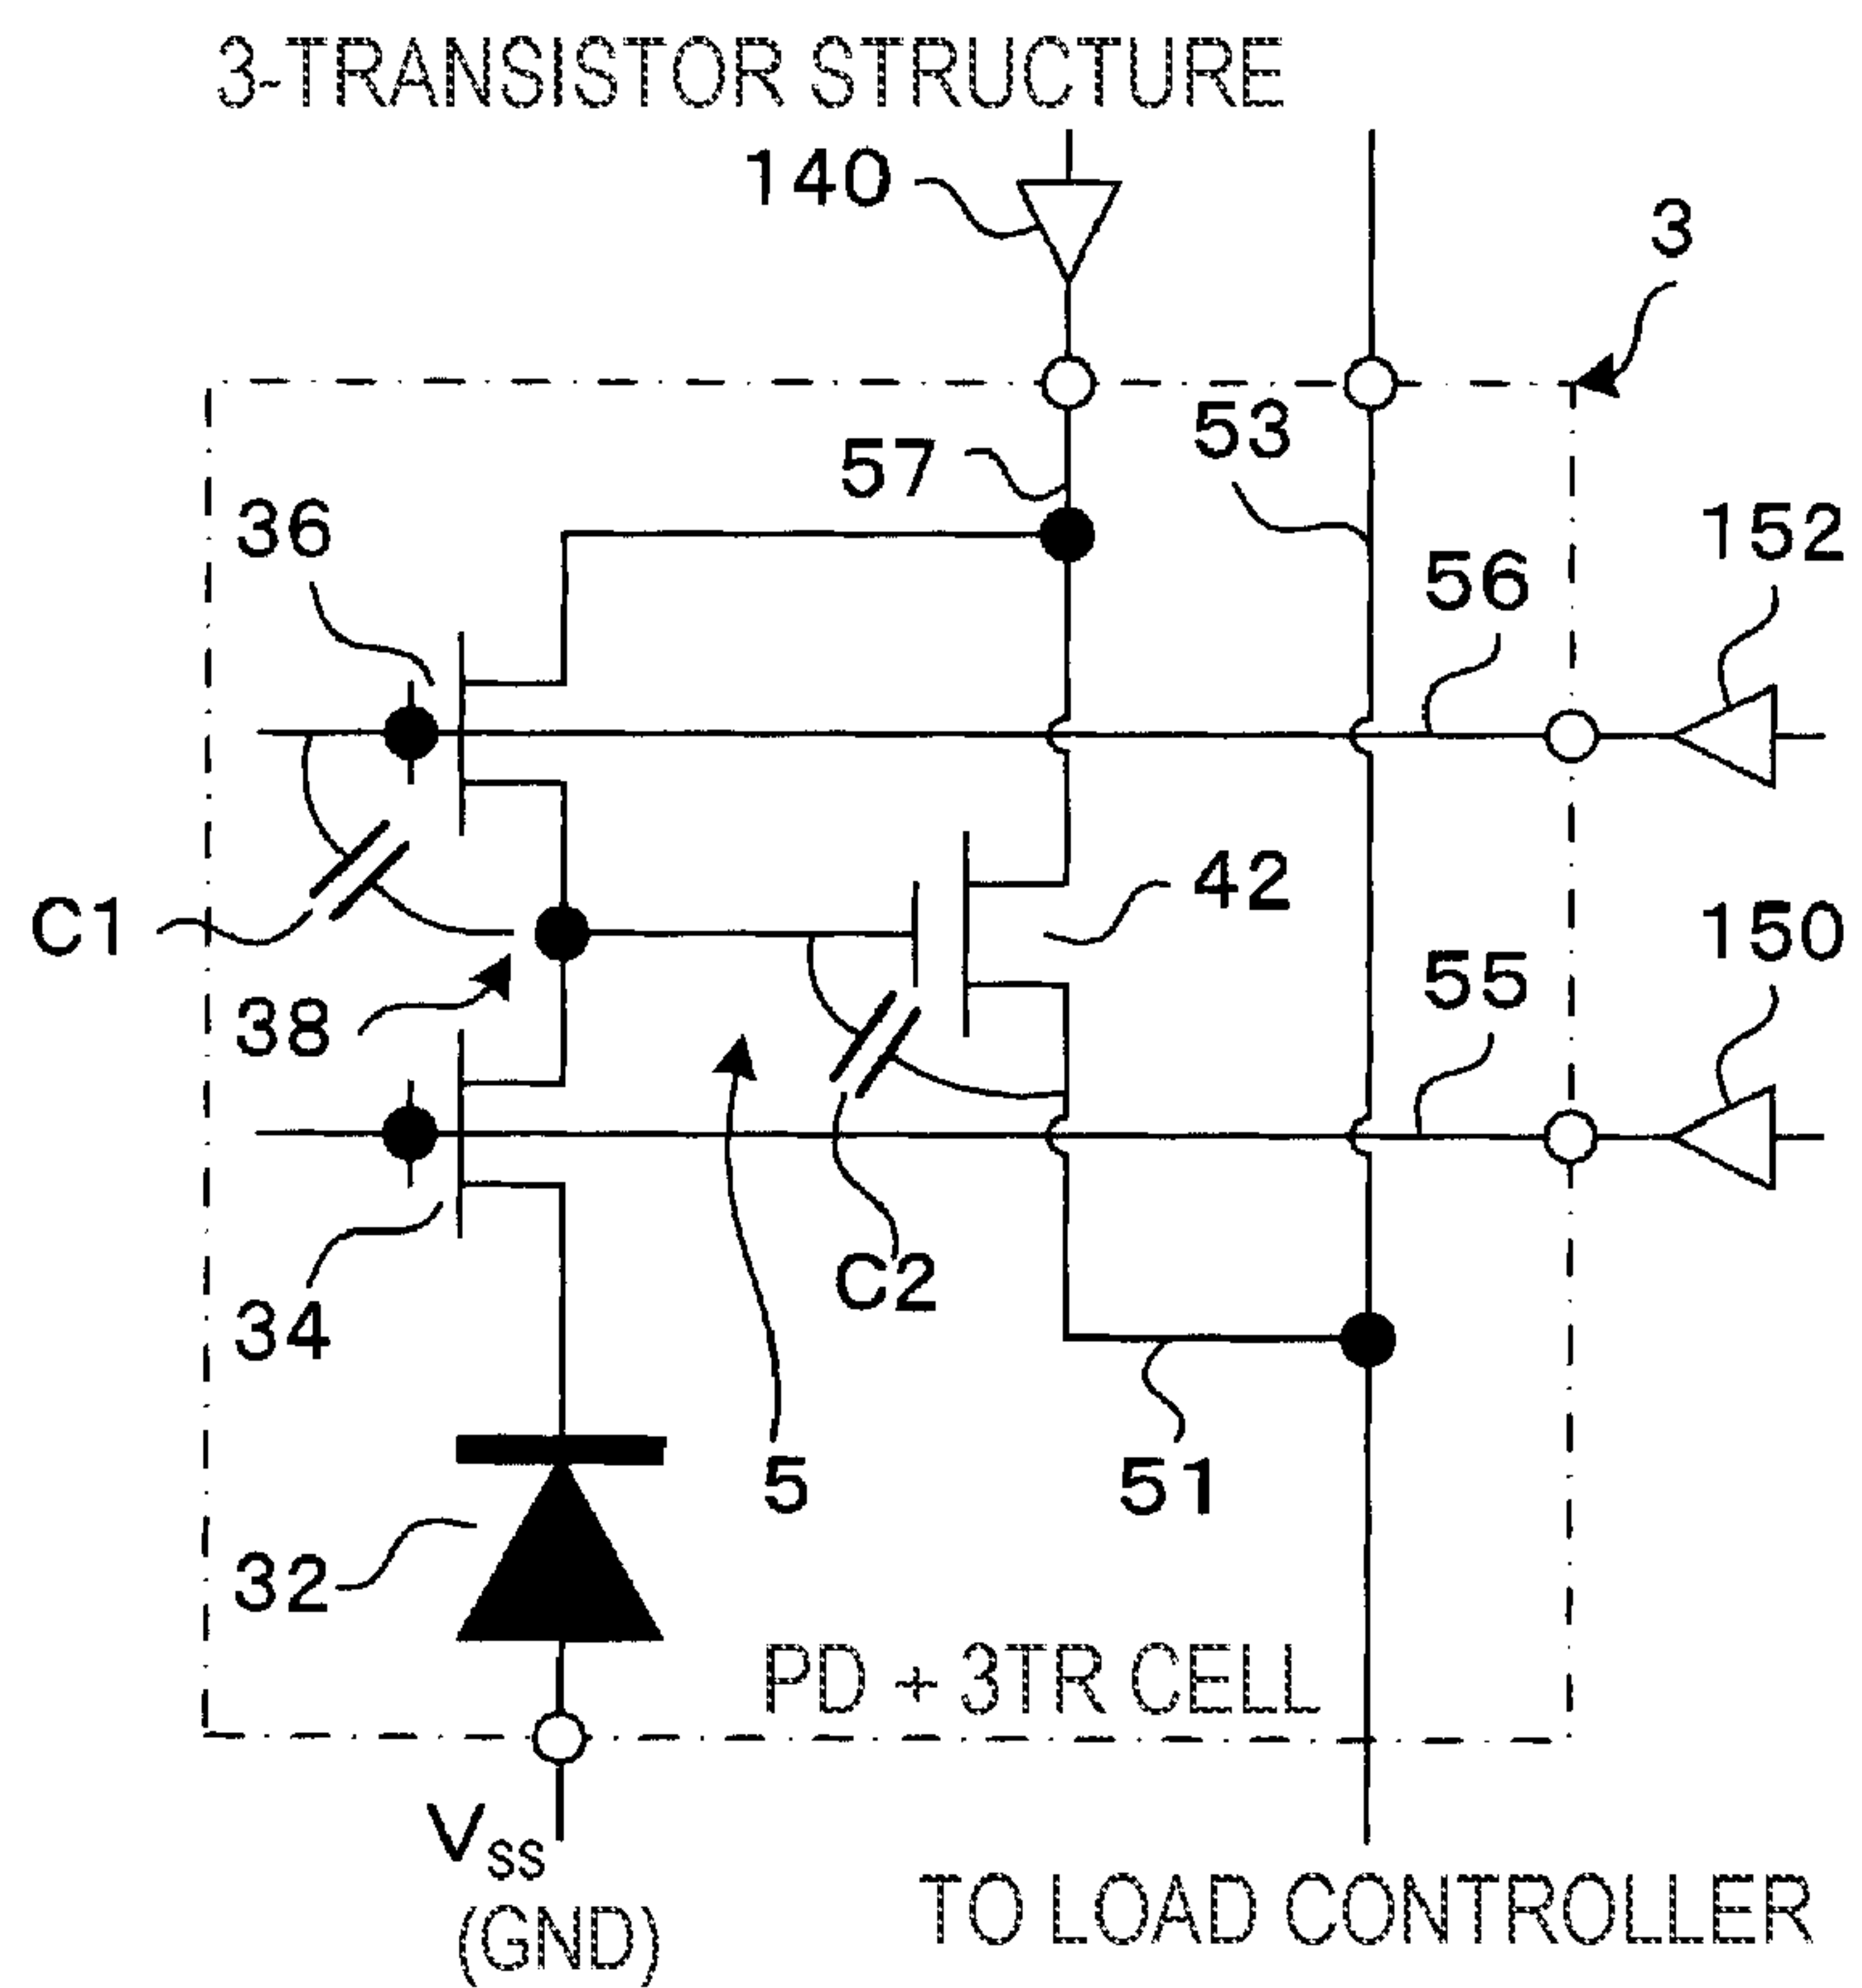 3-TRANSISTOR STRUCTURE
140
3
53
57
36
152
56
C1
42
150
38
55
C2
34
5
51
32
PD + 3TR CELL
VSS
(GND)
TO LOAD CONTROLLER